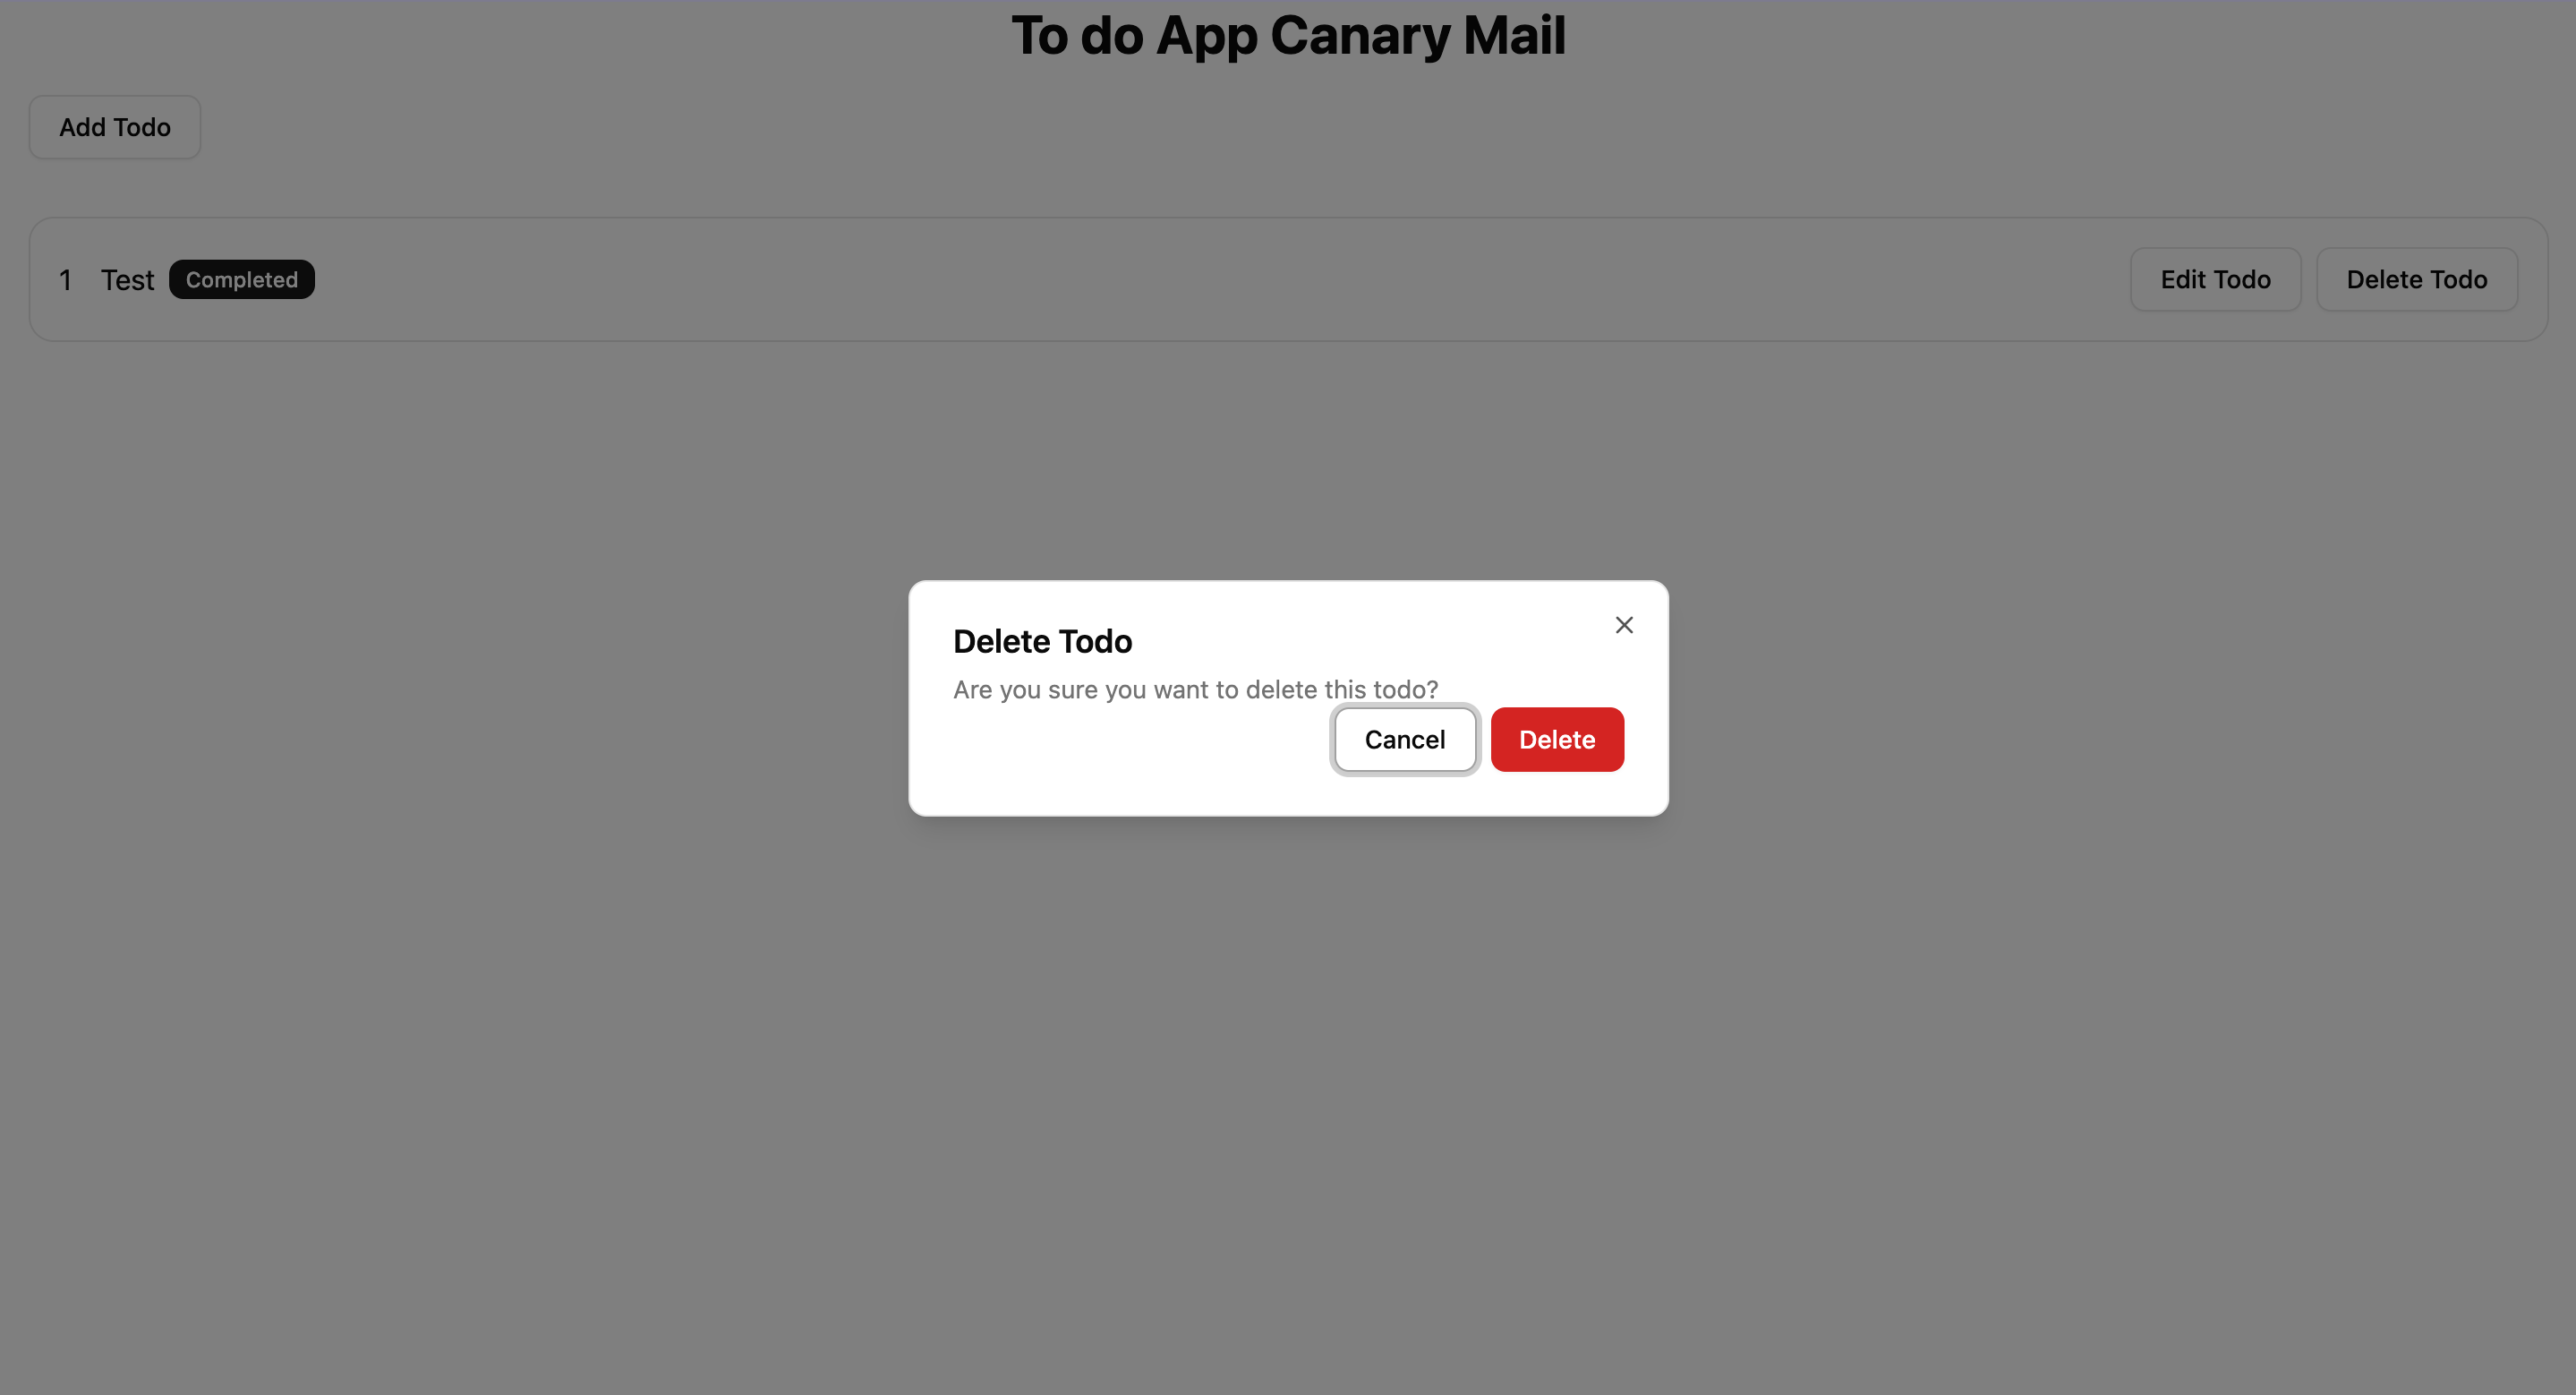 To do App Canary Mail
Add Todo
1 Test Completed Edit Todo Delete Todo
Delete Todo
Are you sure you want to delete this todo?
Cancel Delete